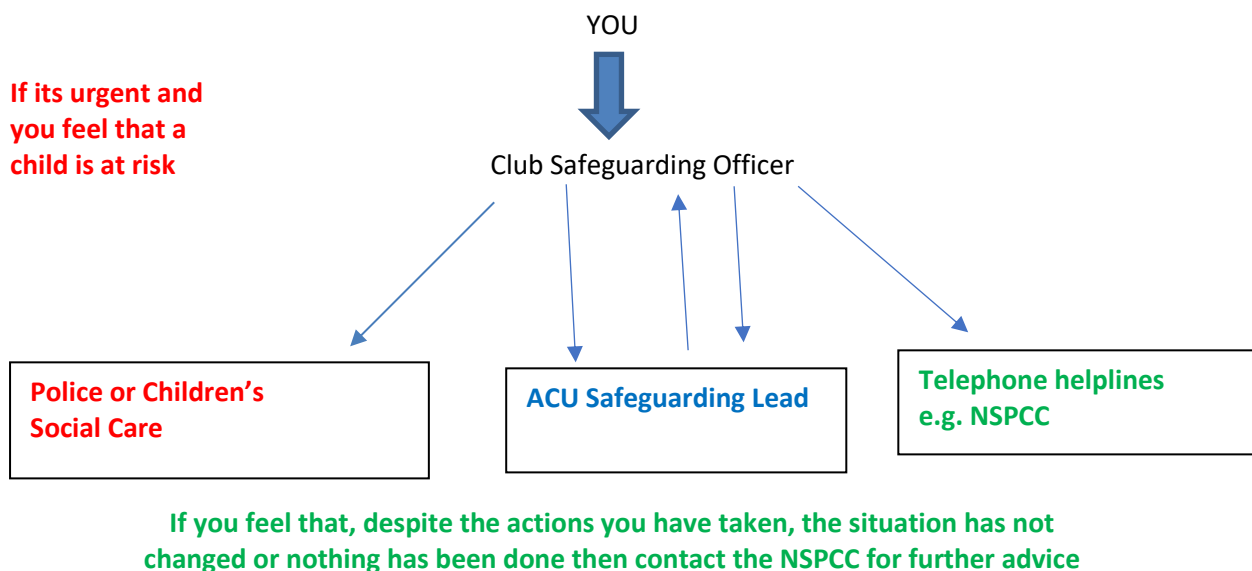 YOU
If its urgent and
you feel that a
child is at risk
Club Safeguarding Officer
Police or Children’s
Social Care
ACU Safeguarding Lead
Telephone helplines
e.g. NSPCC
If you feel that, despite the actions you have taken, the situation has not
changed or nothing has been done then contact the NSPCC for further advice